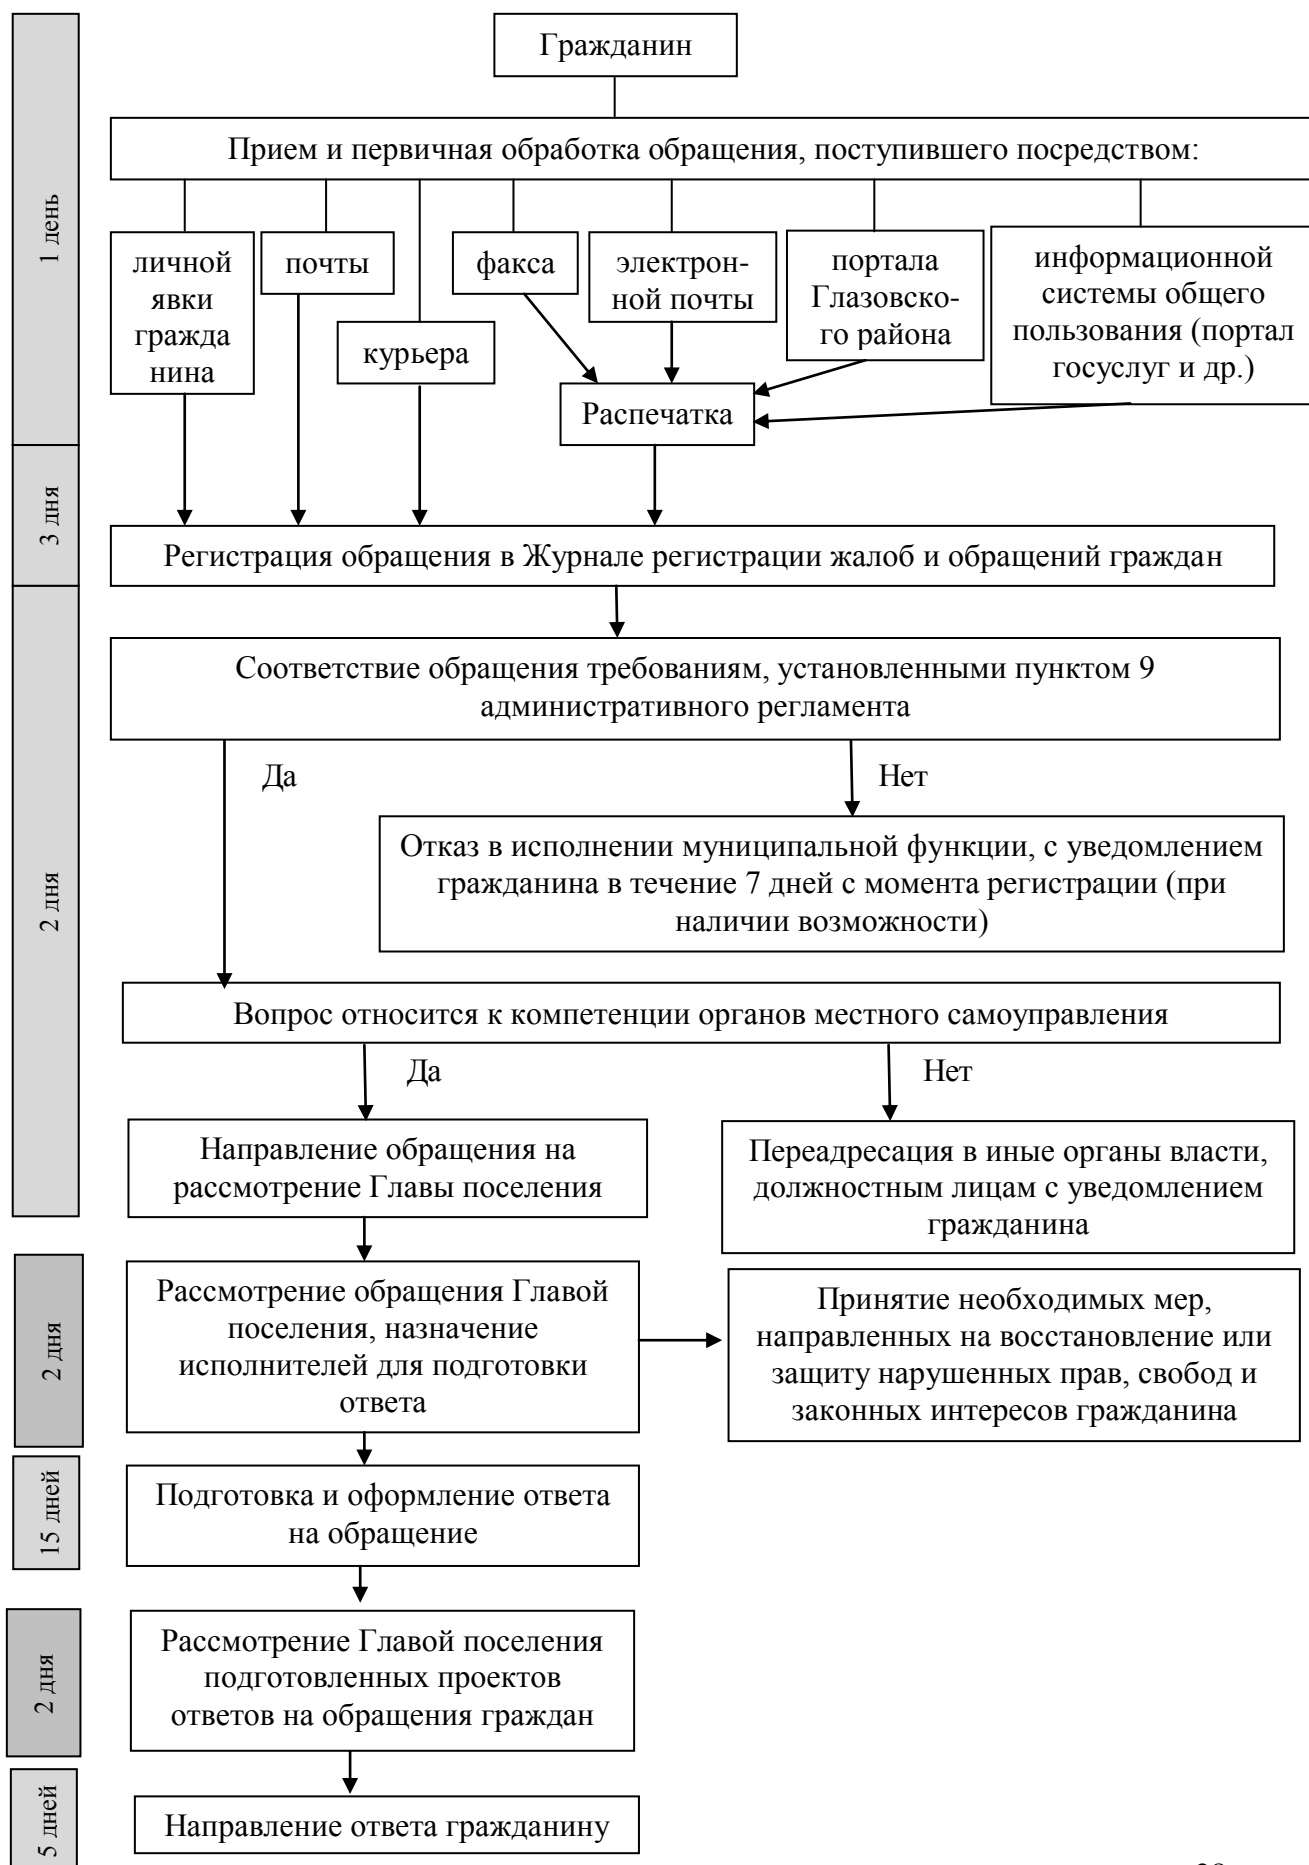 Гражданин
Прием и первичная обработка обращения, поступившего посредством:
1 день
личной
явки
гражда
нина
почты
курьера
факса
электрон-
ной почты
портала
Глазовско-
го района
информационной
системы общего
пользования (портал
госуслуг и др.)
Распечатка
3 дня
Регистрация обращения в Журнале регистрации жалоб и обращений граждан
2 дня
Соответствие обращения требованиям, установленными пунктом 9
административного регламента
Да
Нет
Отказ в исполнении муниципальной функции, с уведомлением
гражданина в течение 7 дней с момента регистрации (при
наличии возможности)
Вопрос относится к компетенции органов местного самоуправления
Да
Нет
Направление обращения на
рассмотрение Главы поселения
Переадресация в иные органы власти,
должностным лицам с уведомлением
гражданина
2 дня
Рассмотрение обращения Главой
поселения, назначение
исполнителей для подготовки
ответа
Принятие необходимых мер,
направленных на восстановление или
защиту нарушенных прав, свобод и
законных интересов гражданина
15 дней
Подготовка и оформление ответа
на обращение
2 дня
Рассмотрение Главой поселения
подготовленных проектов
ответов на обращения граждан
5 дней
Направление ответа гражданину